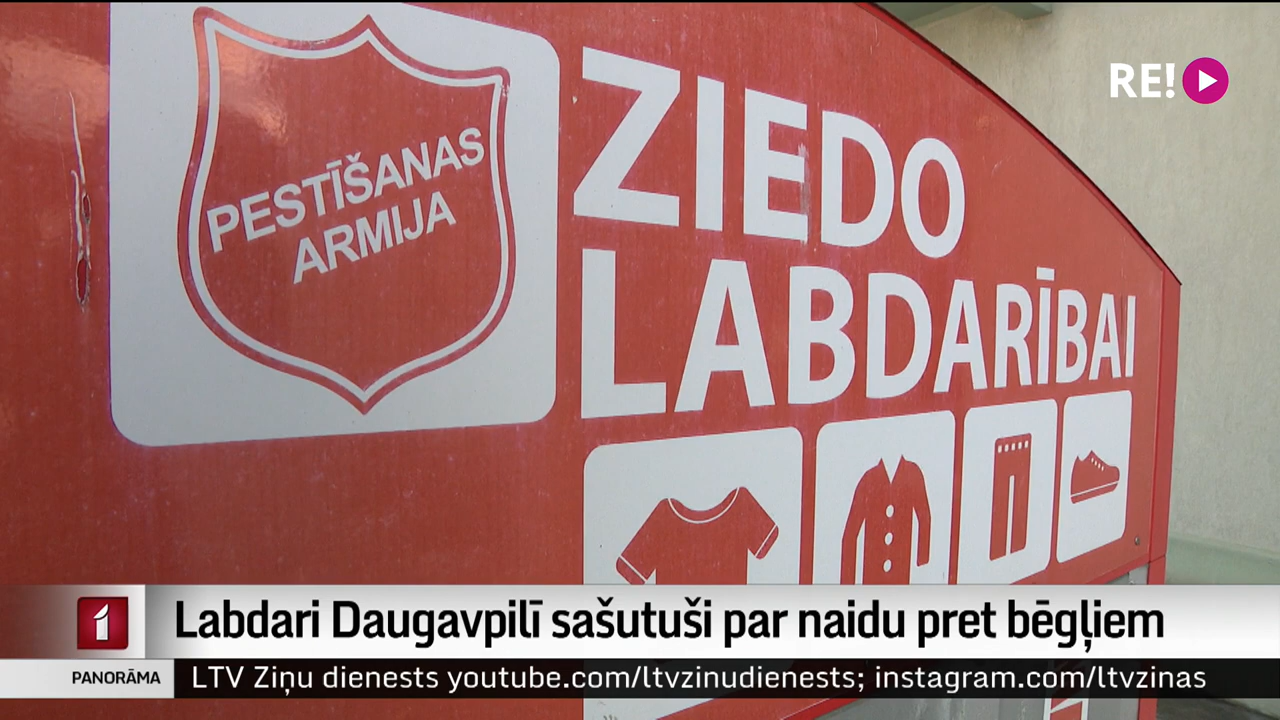 RE!
PESTĪŠANAS
ARMIJA
ZIEDO
LABDARĪBAI
1
Labdari Daugavpilī sašutuši par naidu pret bēgļiem
PANORĀMA
LTV Ziņu dienests youtube.com/ltvzinudienests; instagram.com/ltvzinas